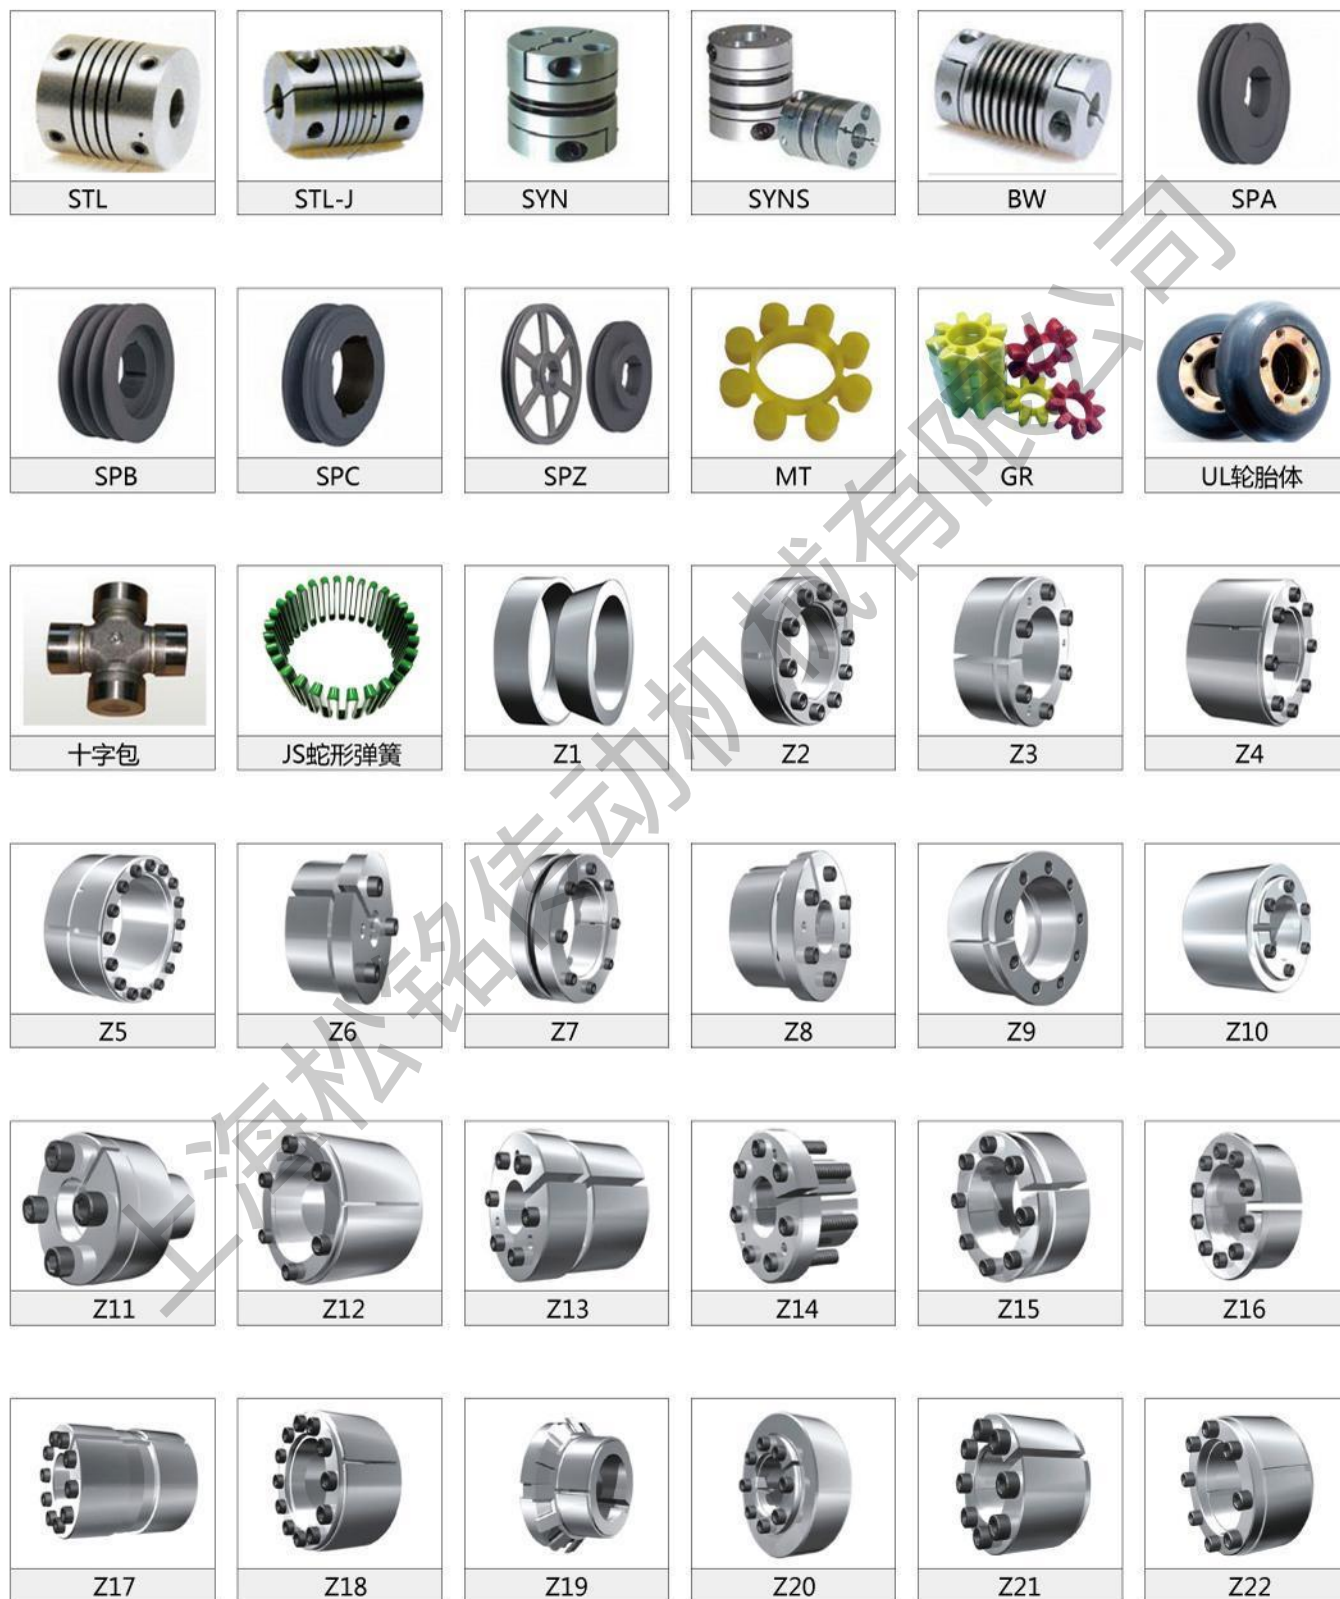 STL STL-J SYN SYNS BW SPA
SPB SPC SPZ MT GR UL轮胎体
十字包 JS蛇形弹簧 Z1 Z2 Z3 Z4
Z5 Z6 Z7 Z8 Z9 Z10
Z11 Z12 Z13 Z14 Z15 Z16
Z17 Z18 Z19 Z20 Z21 Z22
上海松铭传动机械有限公司